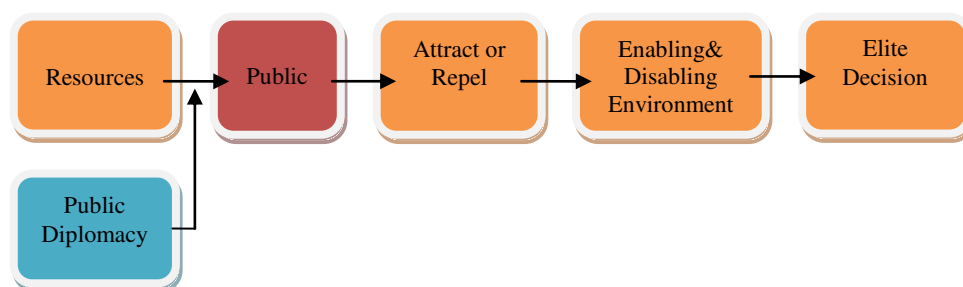 Resources
Public
Attract or
Repel
Enabling&
Disabling
Environment
Elite
Decision
Public
Diplomacy